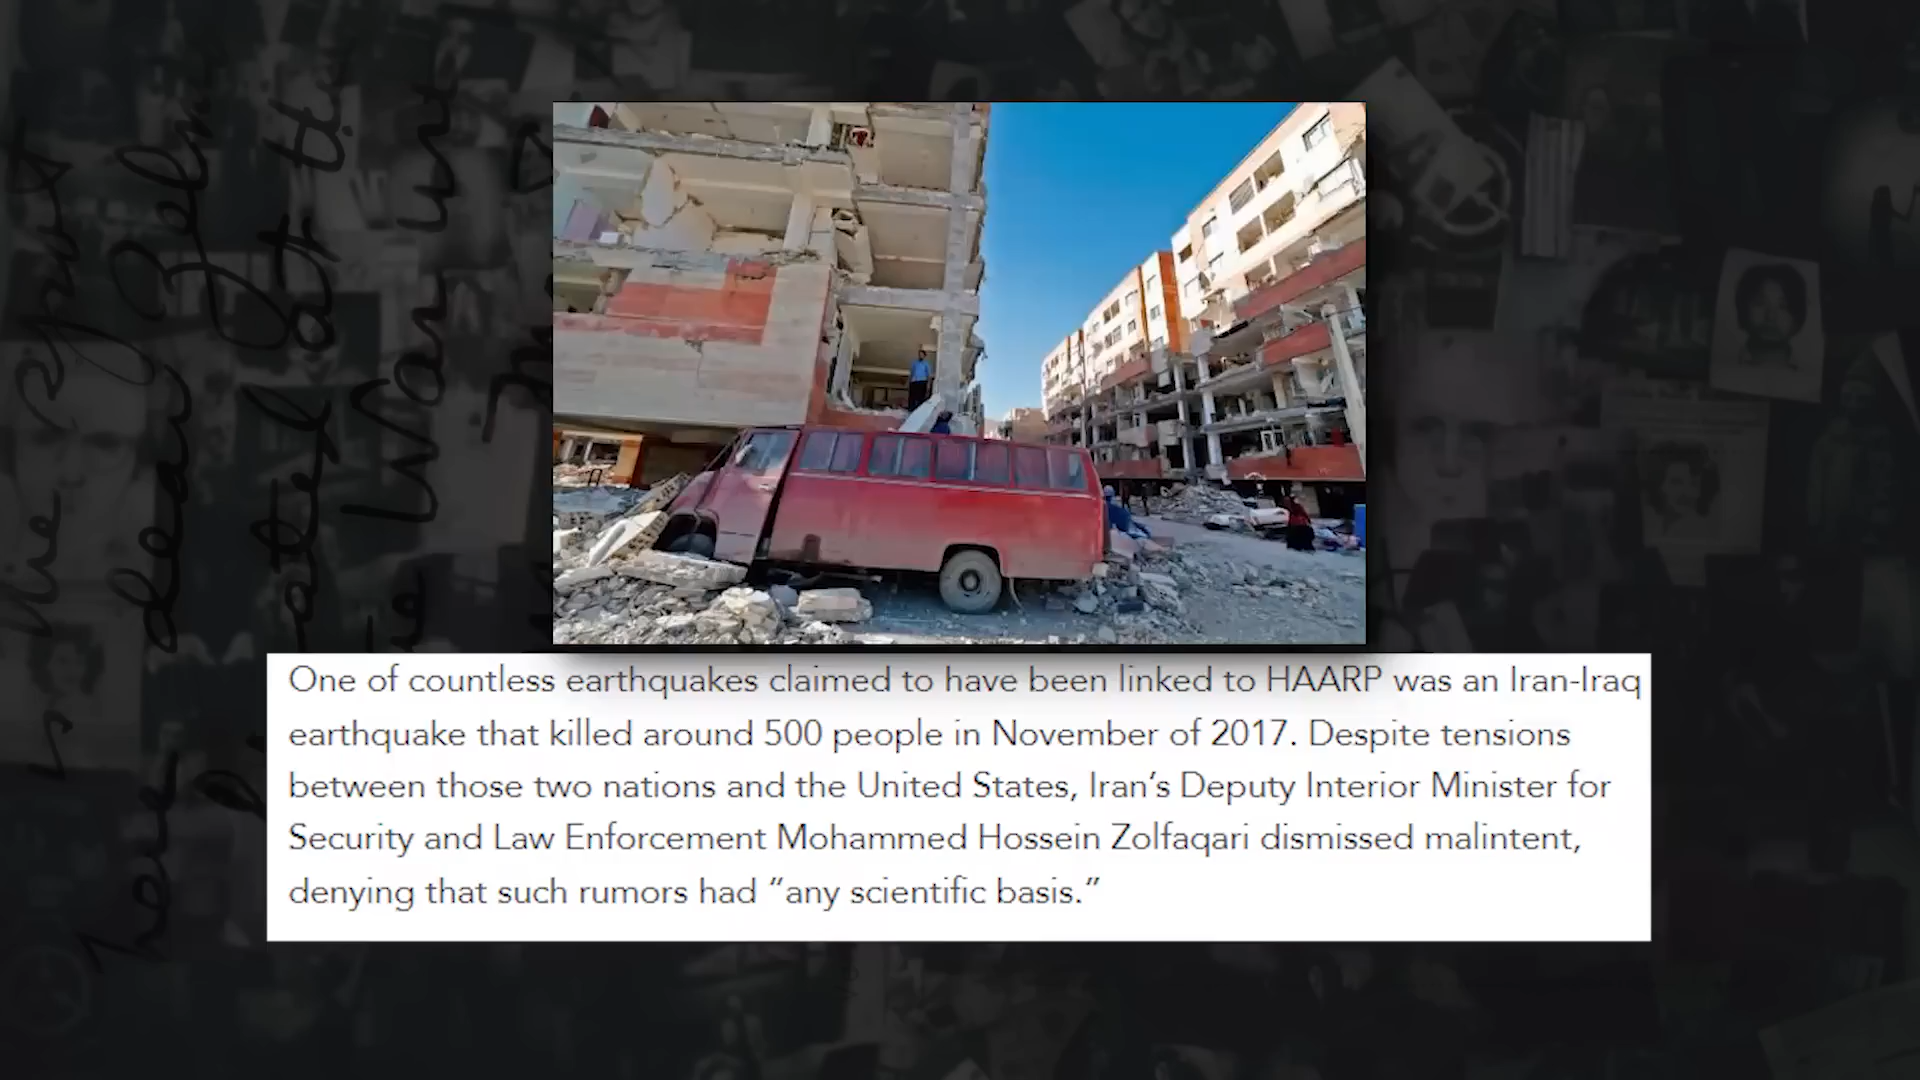 One of countless earthquakes claimed to have been linked to HAARP was an Iran-Iraq
earthquake that killed around 500 people in November of 2017. Despite tensions
between those two nations and the United States, Iran’s Deputy Interior Minister for
Security and Law Enforcement Mohammed Hossein Zolfaqari dismissed malintent,
denying that such rumors had “any scientific basis.”